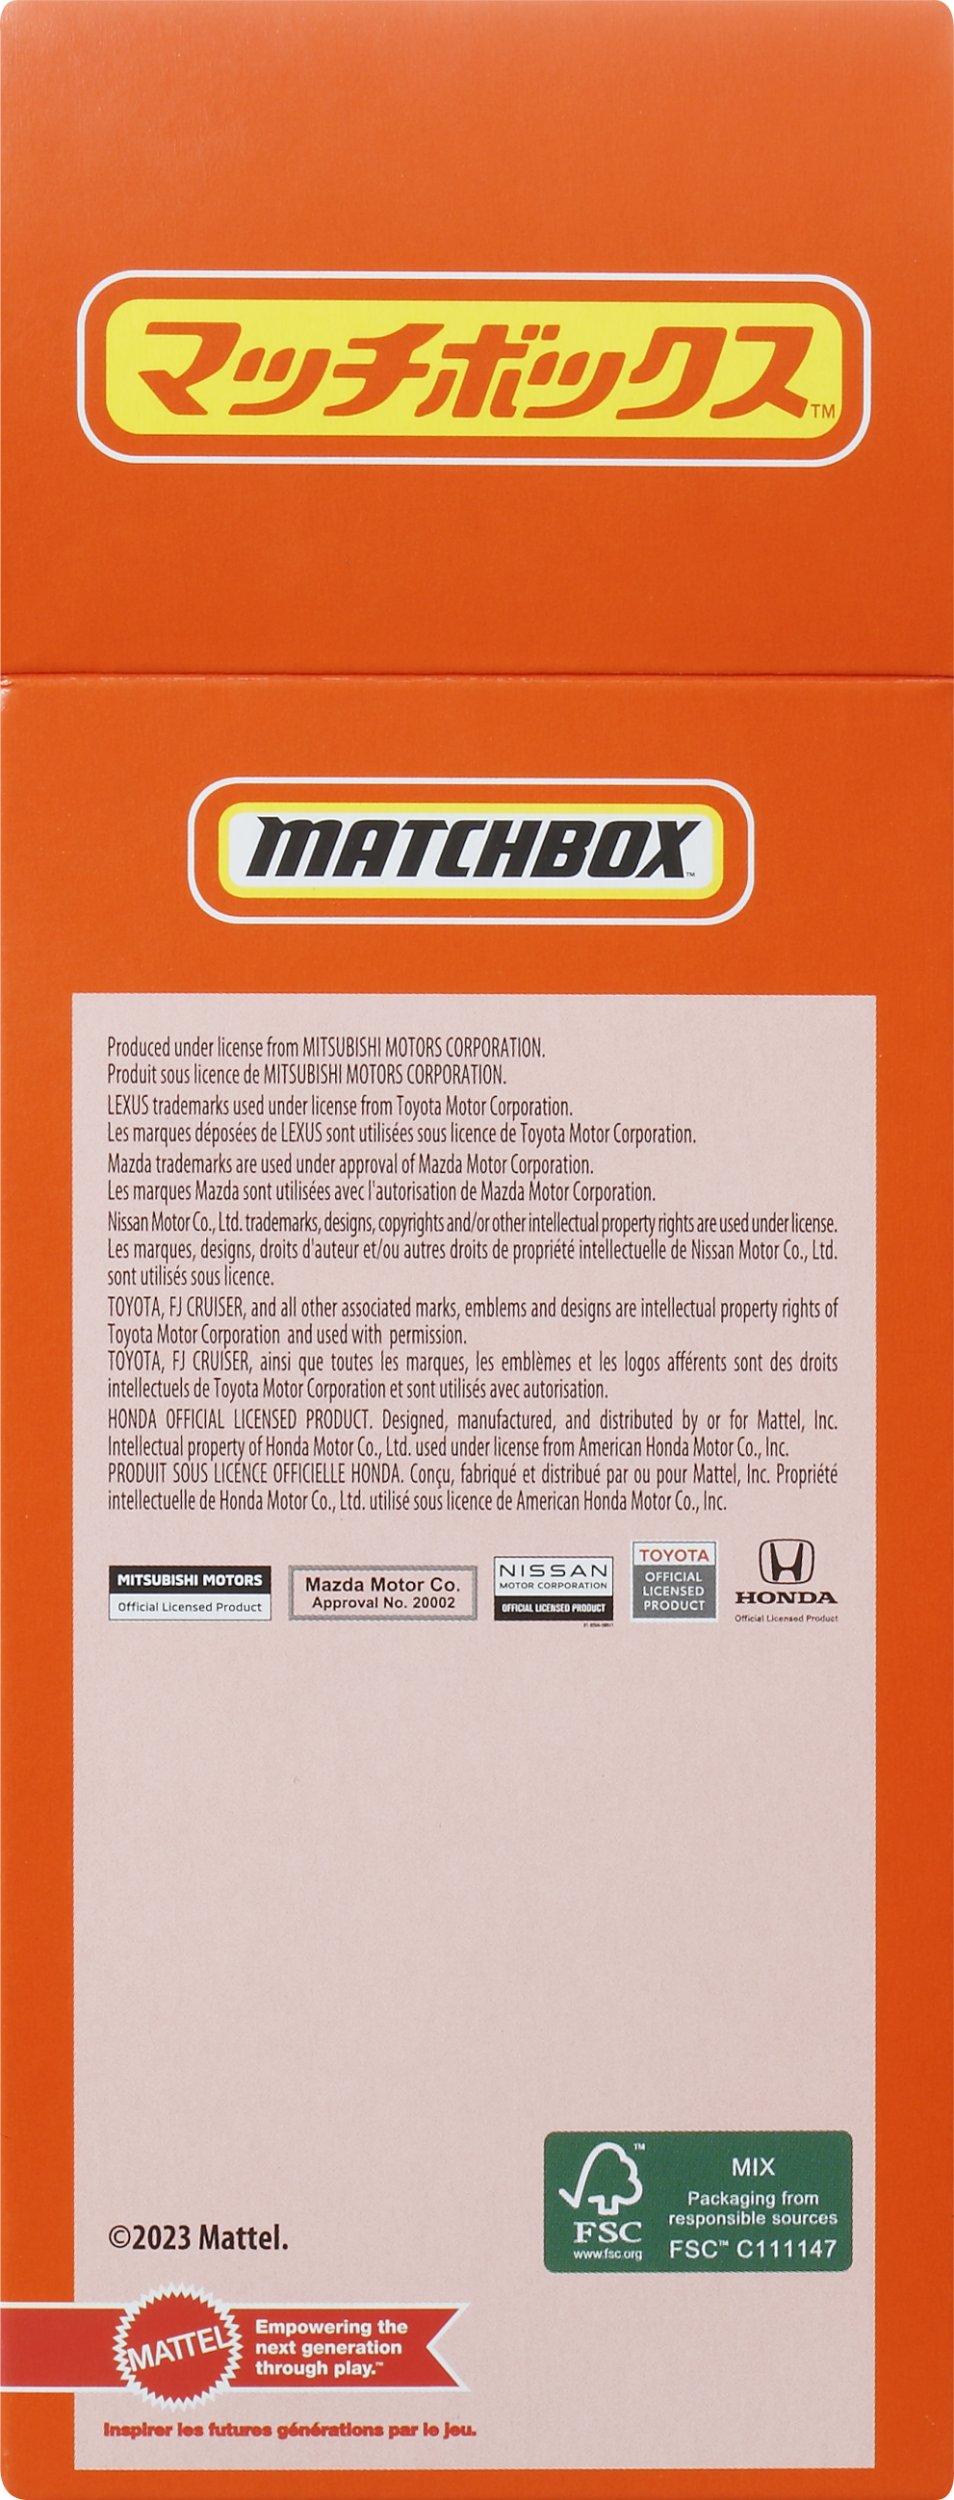 マッチボックス™
MATCHBOX™
Produced under license from MITSUBISHI MOTORS CORPORATION.
Produit sous licence de MITSUBISHI MOTORS CORPORATION.
LEXUS trademarks used under license from Toyota Motor Corporation.
Les marques déposées de LEXUS sont utilisées sous licence de Toyota Motor Corporation.
Mazda trademarks are used under approval of Mazda Motor Corporation.
Les marques Mazda sont utilisées avec l'autorisation de Mazda Motor Corporation.
Nissan Motor Co., Ltd. trademarks, designs, copyrights and/or other intellectual property rights are used under license.
Les marques, designs, droits d'auteur et/ou autres droits de propriété intellectuelle de Nissan Motor Co., Ltd.
sont utilisés sous licence.
TOYOTA, FJ CRUISER, and all other associated marks, emblems and designs are intellectual property rights of
Toyota Motor Corporation and used with permission.
TOYOTA, FJ CRUISER, ainsi que toutes les marques, les emblèmes et les logos afférents sont des droits
intellectuels de Toyota Motor Corporation et sont utilisés avec autorisation.
HONDA OFFICIAL LICENSED PRODUCT. Designed, manufactured, and distributed by or for Mattel, Inc.
Intellectual property of Honda Motor Co., Ltd. used under license from American Honda Motor Co., Inc.
PRODUIT SOUS LICENCE OFFICIELLE HONDA. Conçu, fabriqué et distribué par ou pour Mattel, Inc. Propriété
intellectuelle de Honda Motor Co., Ltd. utilisé sous licence de American Honda Motor Co., Inc.
MITSUBISHI MOTORS
Official Licensed Product
Mazda Motor Co.
Approval No. 20002
NISSAN
MOTOR CORPORATION
OFFICIAL LICENSED PRODUCT
TOYOTA
OFFICIAL
LICENSED
PRODUCT
HONDA
Official Licensed Product
©2023 Mattel.
™
FSC
www.fsc.org
MIX
Packaging from
responsible sources
FSC™ C111147
MATTEL
Empowering the
next generation
through play.™
Inspirer les futures générations par le jeu.